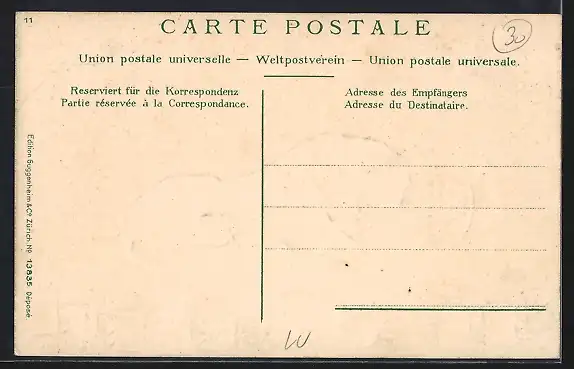 11
CARTE POSTALE
30
Union postale universelle — Weltpostverein — Union postale universale.
Reserviert für die Korrespondenz
Partie réservée à la Correspondance.
Adresse des Empfängers
Adresse du Destinataire.
Edition Guggenheim & Co Zürich No 13835 Déposé